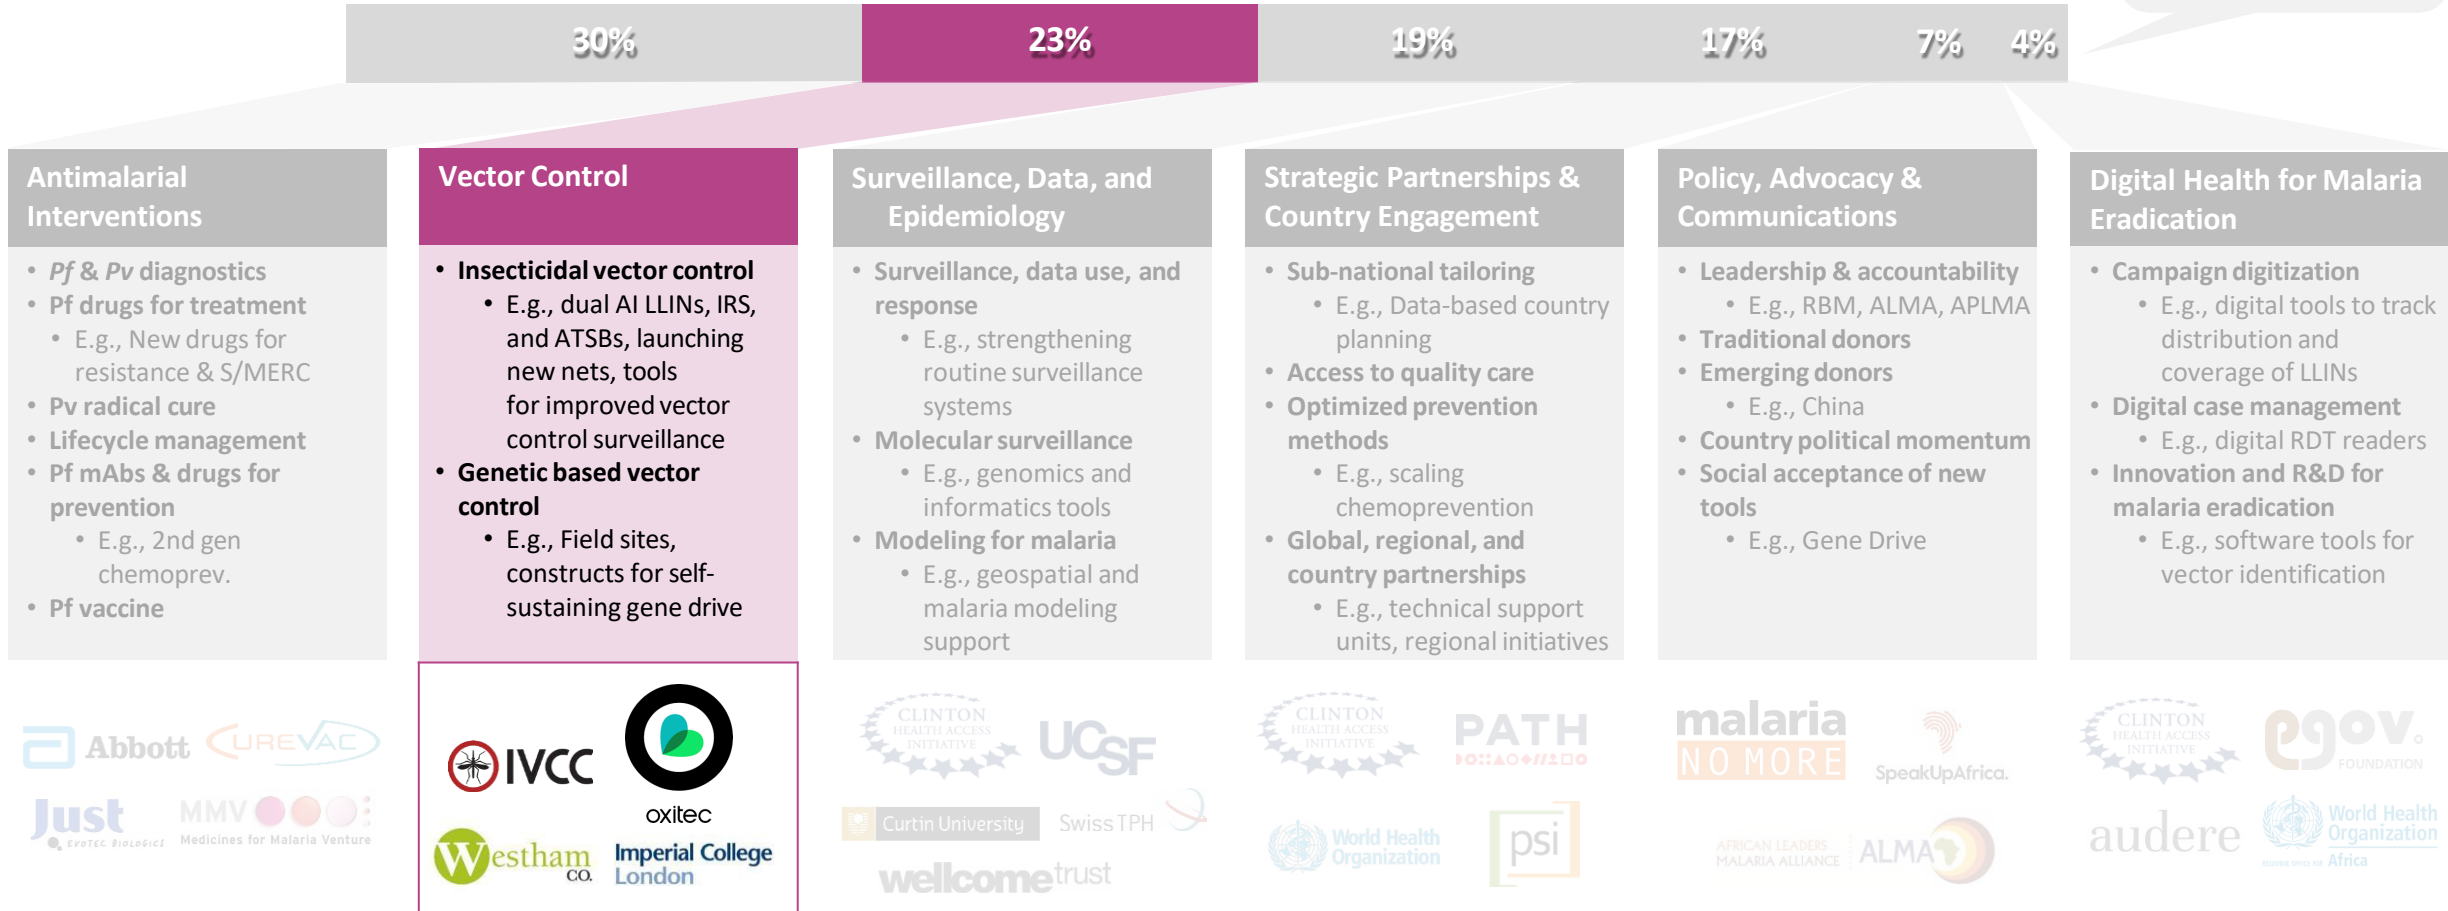 30%
23%
19%
17%
7%
4%
Antimalarial
Interventions
• Pf & Pv diagnostics
• Pf drugs for treatment
• E.g., New drugs for
resistance & S/MERC
• Pv radical cure
• Lifecycle management
• Pf mAbs & drugs for
prevention
• E.g., 2nd gen
chemoprev.
• Pf vaccine
Abbott
CUREVAC
Just
EVOTEC BIOLOGICS
MMV
Medicines for Malaria Venture
Vector Control
• Insecticidal vector control
• E.g., dual AI LLINs, IRS,
and ATSBs, launching
new nets, tools
for improved vector
control surveillance
• Genetic based vector
control
• E.g., Field sites,
constructs for self-
sustaining gene drive
IVCC
oxitec
Westham
CO.
Imperial College
London
Surveillance, Data, and
Epidemiology
• Surveillance, data use, and
response
• E.g., strengthening
routine surveillance
systems
• Molecular surveillance
• E.g., genomics and
informatics tools
• Modeling for malaria
• E.g., geospatial and
malaria modeling
support
CLINTON
HEALTH ACCESS
INITIATIVE
UCSF
Curtin University
Swiss TPH
wellcometrust
Strategic Partnerships &
Country Engagement
• Sub-national tailoring
• E.g., Data-based country
planning
• Access to quality care
• Optimized prevention
methods
• E.g., scaling
chemoprevention
• Global, regional, and
country partnerships
• E.g., technical support
units, regional initiatives
CLINTON
HEALTH ACCESS
INITIATIVE
PATH
World Health
Organization
psi
Policy, Advocacy &
Communications
• Leadership & accountability
• E.g., RBM, ALMA, APLMA
• Traditional donors
• Emerging donors
• E.g., China
• Country political momentum
• Social acceptance of new
tools
• E.g., Gene Drive
malaria
NO MORE
SpeakUpAfrica.
AFRICAN LEADERS
MALARIA ALLIANCE
ALMA
Digital Health for Malaria
Eradication
• Campaign digitization
• E.g., digital tools to track
distribution and
coverage of LLINs
• Digital case management
• E.g., digital RDT readers
• Innovation and R&D for
malaria eradication
• E.g., software tools for
vector identification
CLINTON
HEALTH ACCESS
INITIATIVE
egov.
FOUNDATION
audere
World Health
Organization
REGIONAL OFFICE FOR Africa